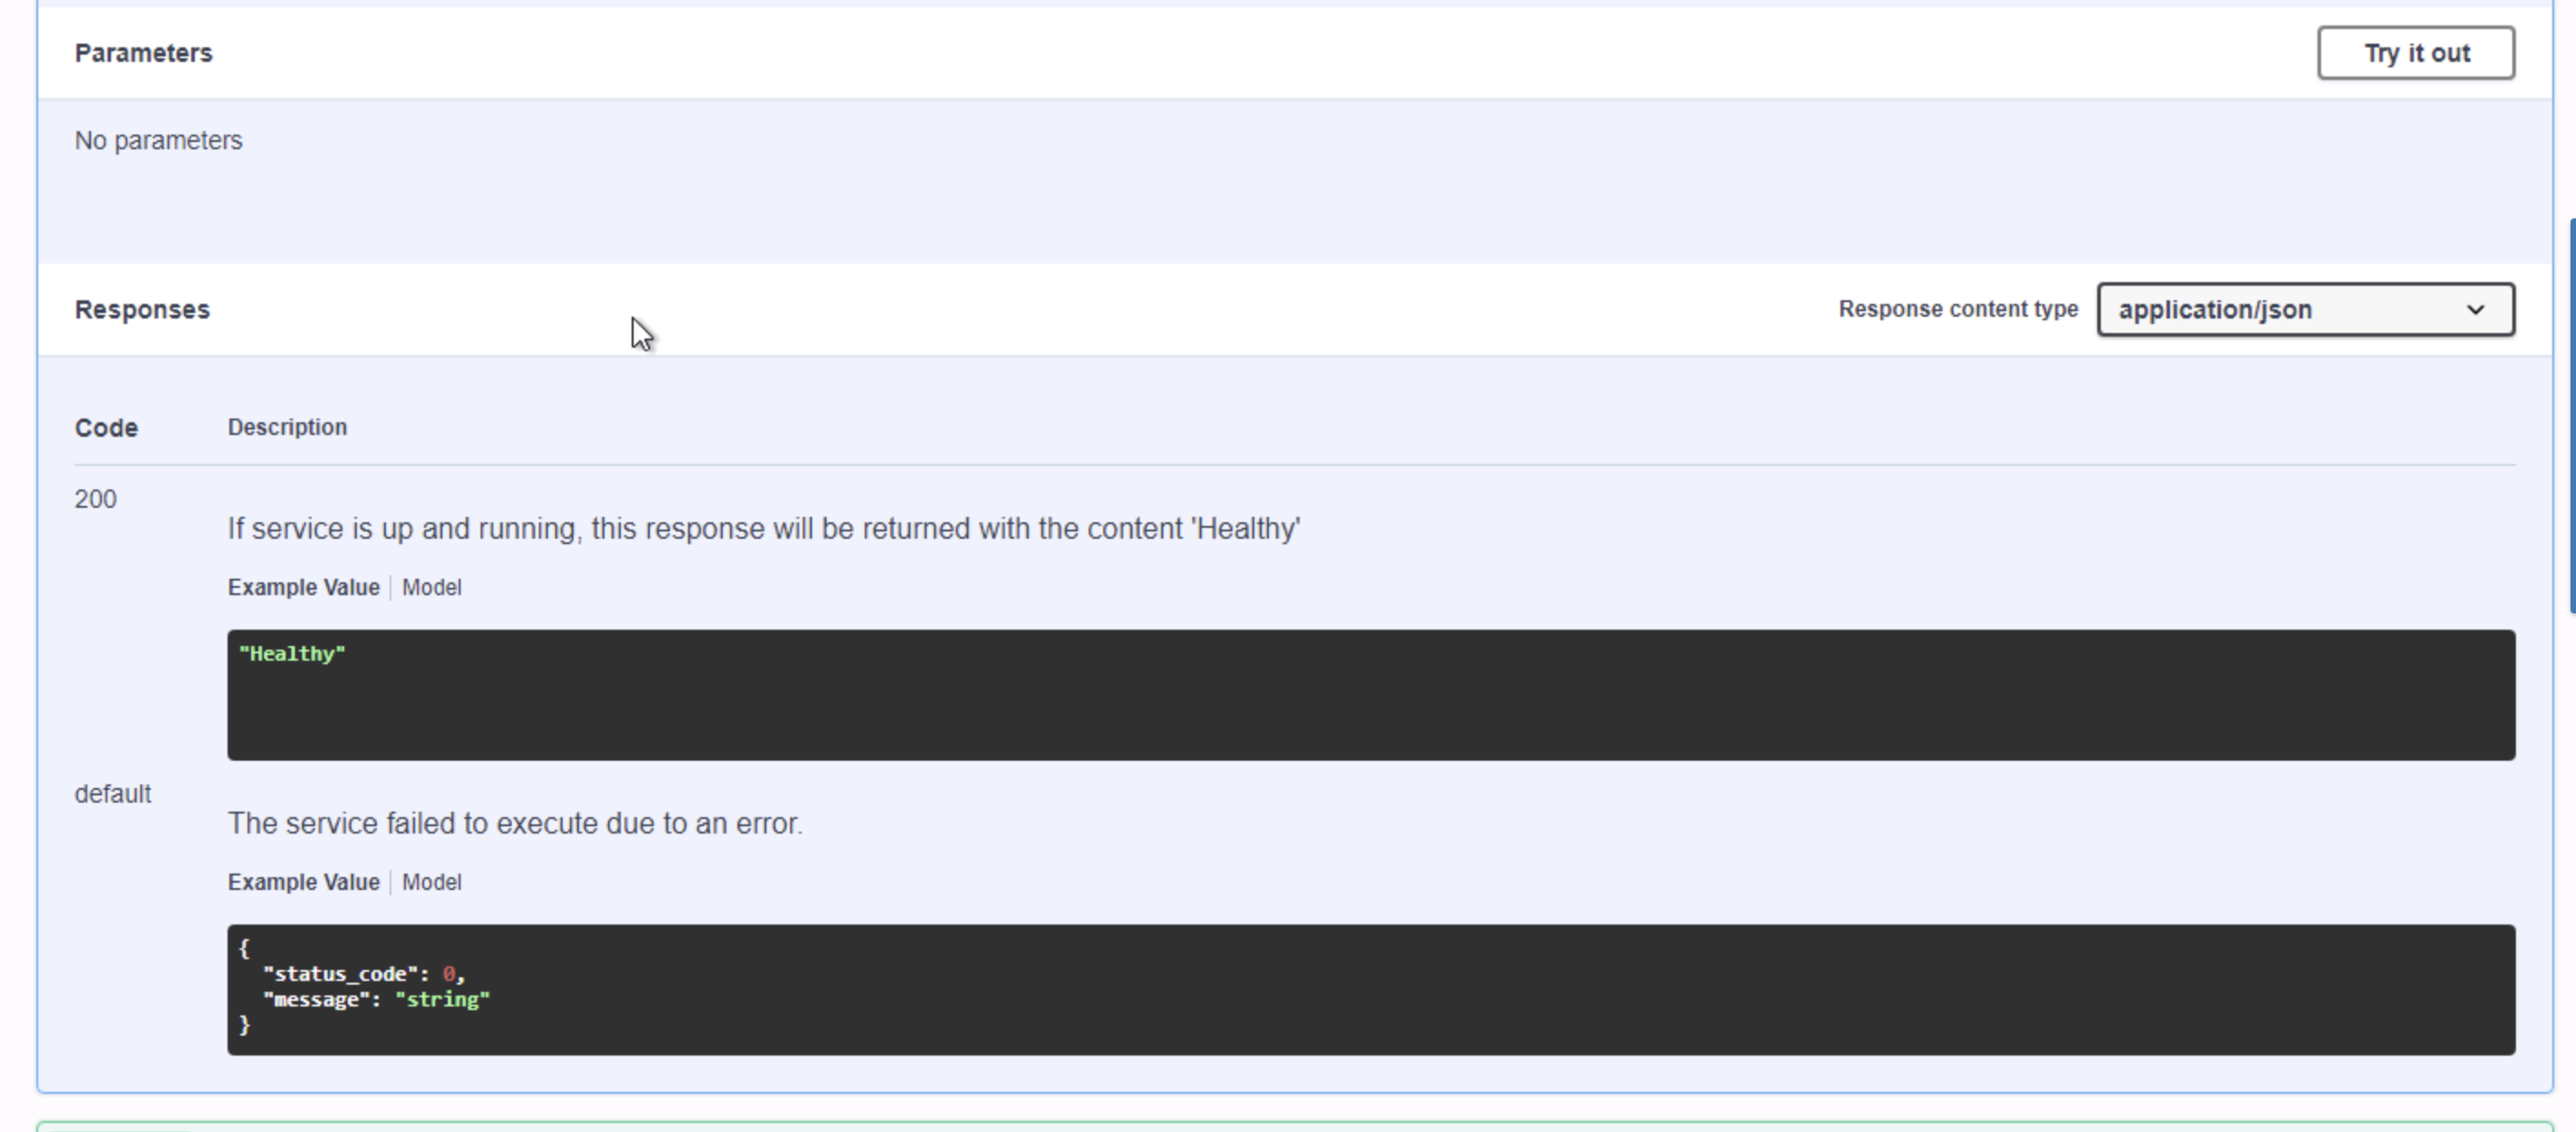 Parameters
Try it out
No parameters
Responses
Response content type
application/json
Code
Description
200
If service is up and running, this response will be returned with the content 'Healthy'
Example Value
Model
"Healthy"
default
The service failed to execute due to an error.
Example Value
Model
{
"status_code": 0,
"message": "string"
}